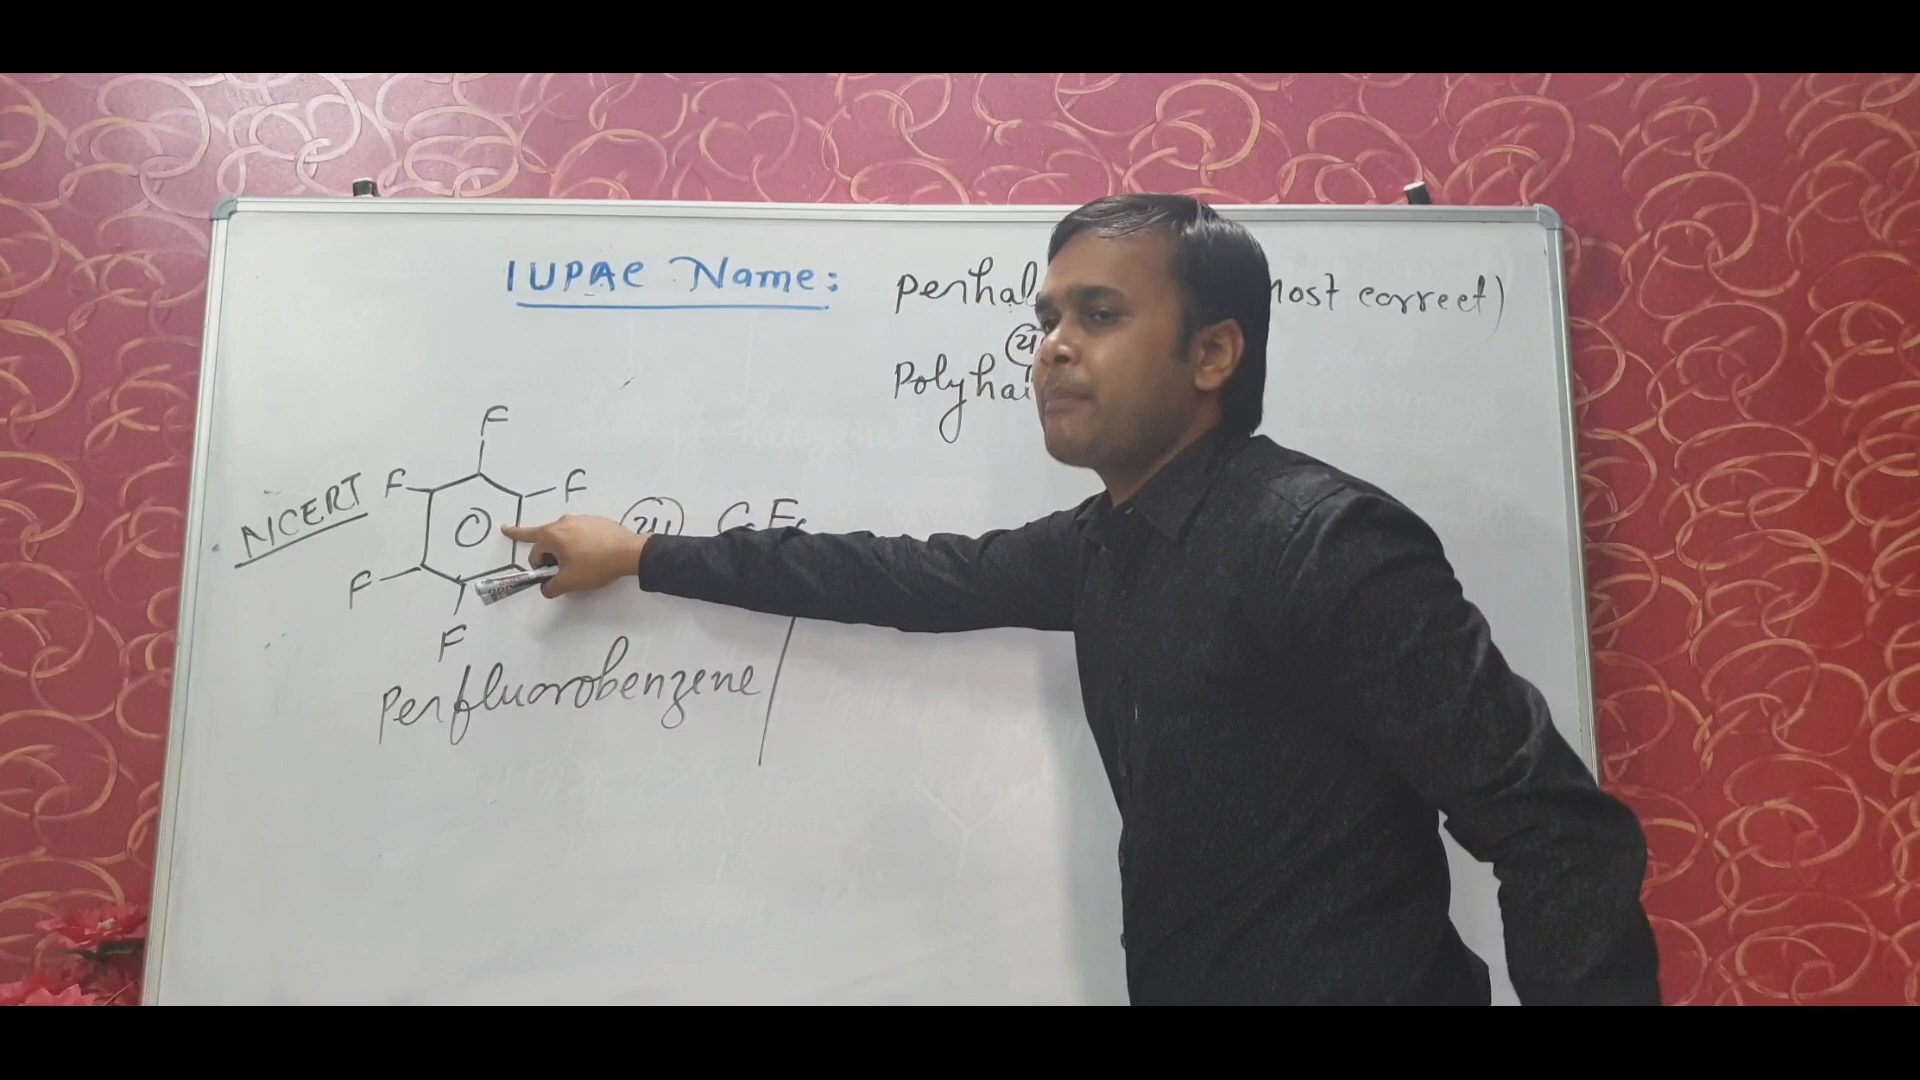 IUPAC Name:
perhal
most correct)
या
Polyha
F
F
F
NCERT
या
C6F6
F
F
Perfluorobenzene